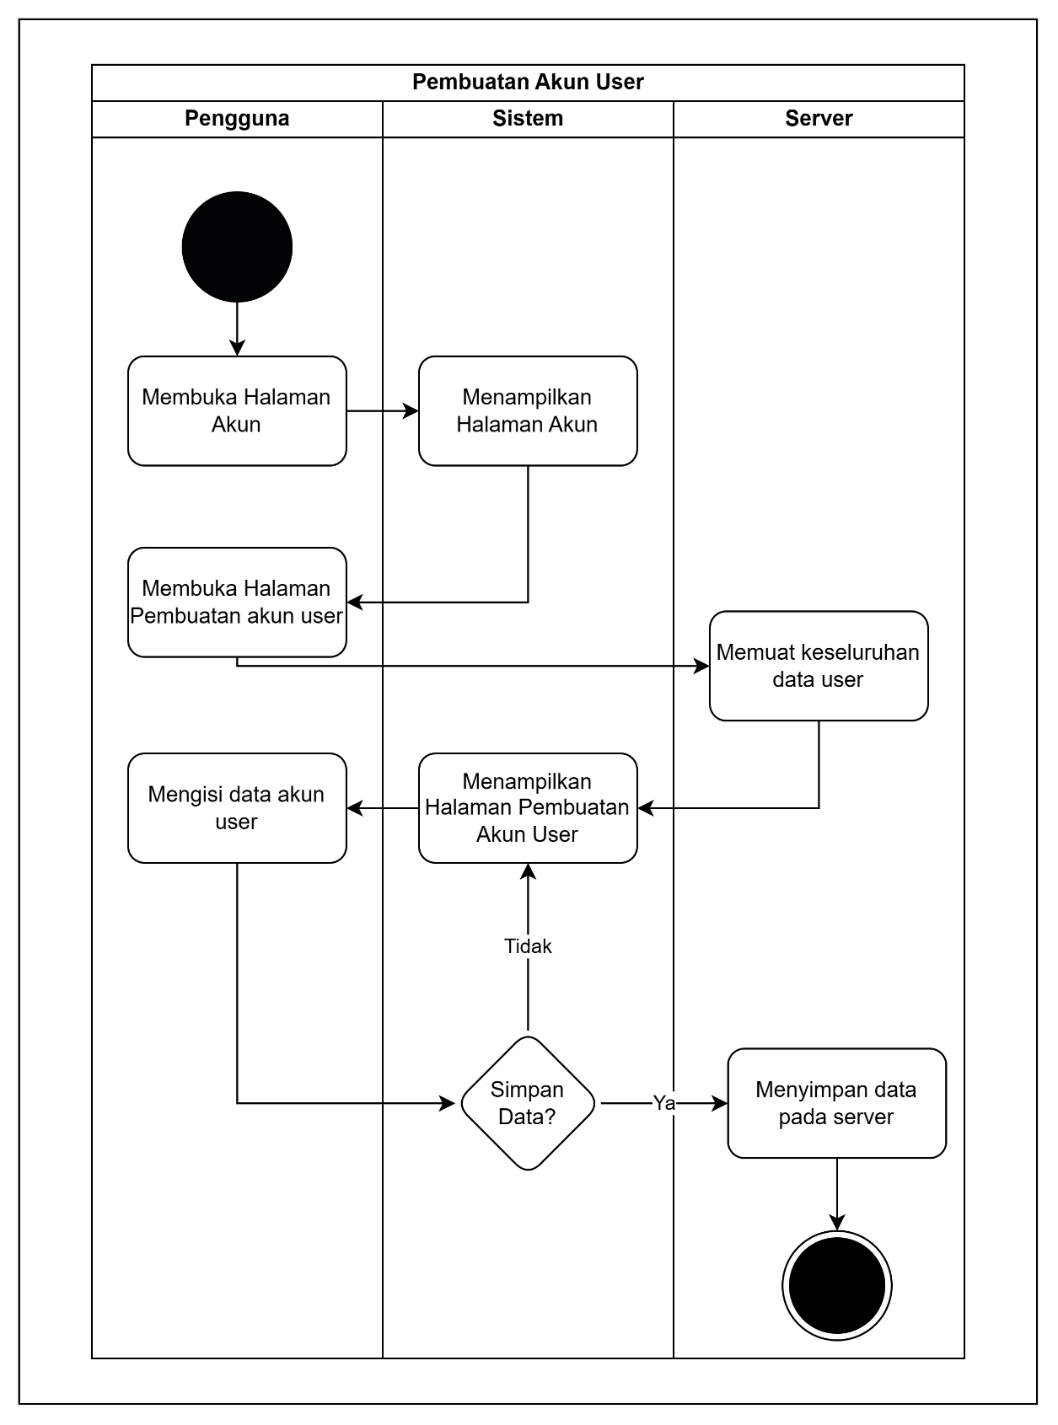 Pembuatan Akun User
Pengguna
Sistem
Server
Membuka Halaman
Akun
Menampilkan
Halaman Akun
Membuka Halaman
Pembuatan akun user
Memuat keseluruhan
data user
Mengisi data akun
user
Menampilkan
Halaman Pembuatan
Akun User
Tidak
Simpan
Data?
Ya
Menyimpan data
pada server